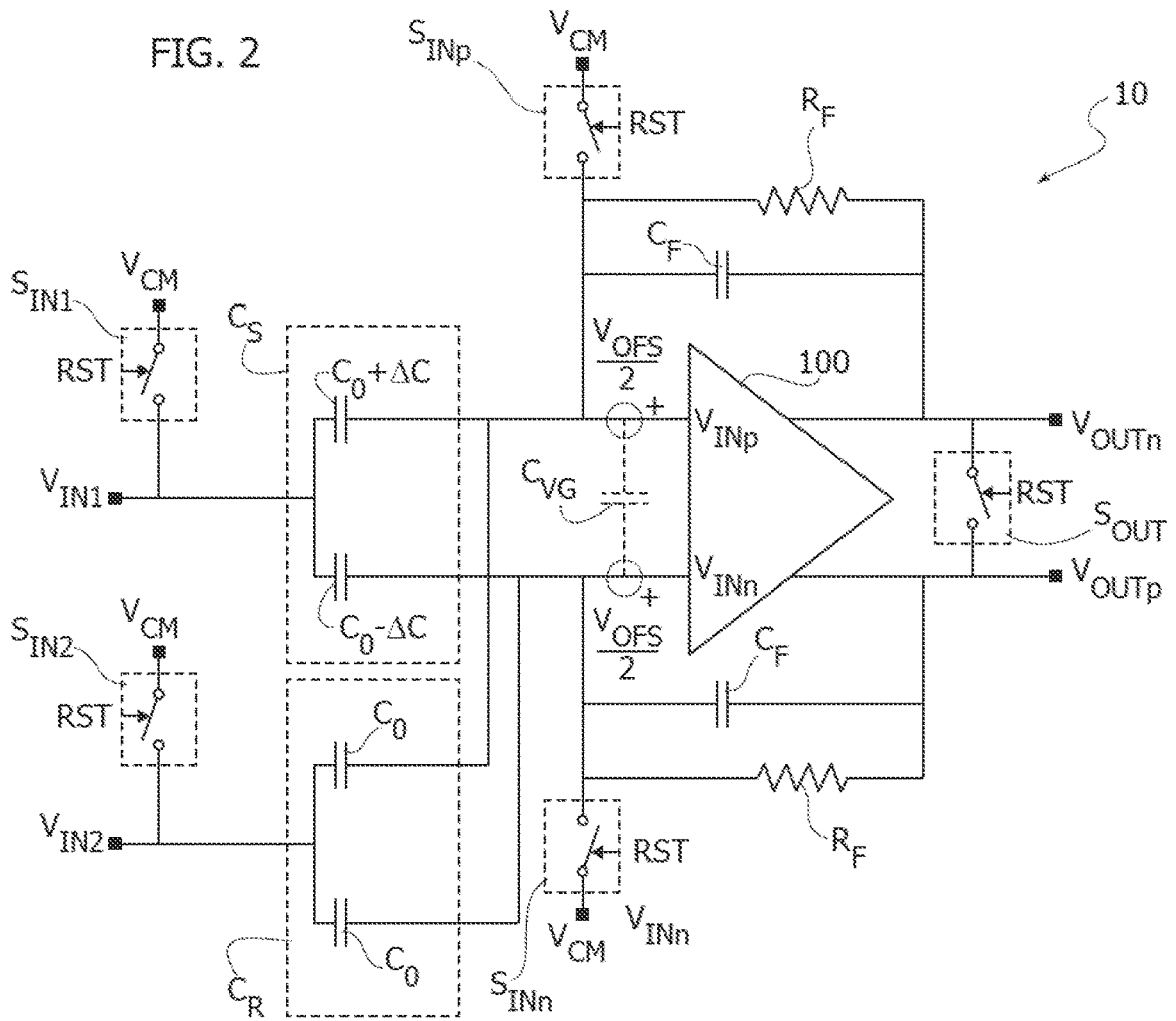 FIG. 2
S_INp
V_CM
RST
R_F
10
C_F
S_IN1
V_CM
RST
C_S
C_0+ΔC
V_OFS
2
+
100
V_INp
V_OUTn
V_IN1
C_VG
RST
S_OUT
V_INn
V_OUTp
+
C_0-ΔC
V_OFS
2
C_F
S_IN2
V_CM
RST
C_0
V_IN2
RST
R_F
C_0
V_CM
V_INn
C_R
S_INn